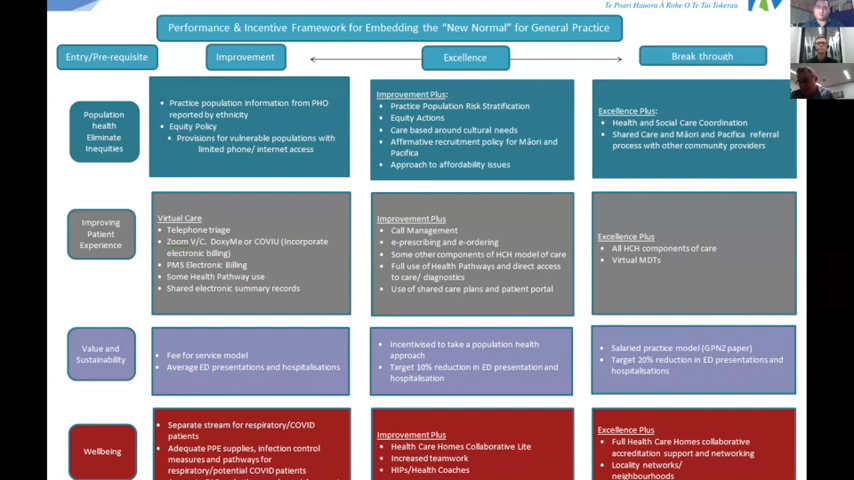 Te Poari Hauora Ā Rohe O Te Tai Tokerau
Performance & Incentive Framework for Embedding the “New Normal” for General Practice
Entry/Pre-requisite
Improvement
Excellence
Break through
Population
health
Eliminate
Inequities
• Practice population information from PHO
reported by ethnicity
• Equity Policy
• Provisions for vulnerable populations with
limited phone/ internet access
Improvement Plus:
• Practice Population Risk Stratification
• Equity Actions
• Care based around cultural needs
• Affirmative recruitment policy for Māori and
Pacifica
• Approach to affordability issues
Excellence Plus:
• Health and Social Care Coordination
• Shared Care and Māori and Pacifica referral
process with other community providers
Improving
Patient
Experience
Virtual Care
• Telephone triage
• Zoom V/C. DoxyMe or COVIU (Incorporate
electronic billing)
• PMS Electronic Billing
• Some Health Pathway use
• Shared electronic summary records
Improvement Plus
• Call Management
• e-prescribing and e-ordering
• Some other components of HCH model of care
• Full use of Health Pathways and direct access
to care/ diagnostics
• Use of shared care plans and patient portal
Excellence Plus
• All HCH components of care
• Virtual MDTs
Value and
Sustainability
• Fee for service model
• Average ED presentations and hospitalisations
• Incentivised to take a population health
approach
• Target 10% reduction in ED presentation and
hospitalisation
• Salaried practice model (GPNZ paper)
• Target 20% reduction in ED presentations and
hospitalisations
Wellbeing
• Separate stream for respiratory/COVID
patients
• Adequate PPE supplies, infection control
measures and pathways for
respiratory/potential COVID patients
Improvement Plus
• Health Care Homes Collaborative Lite
• Increased teamwork
• HIPs/Health Coaches
Excellence Plus
• Full Health Care Homes collaborative
accreditation support and networking
• Locality networks/
neighbourhoods